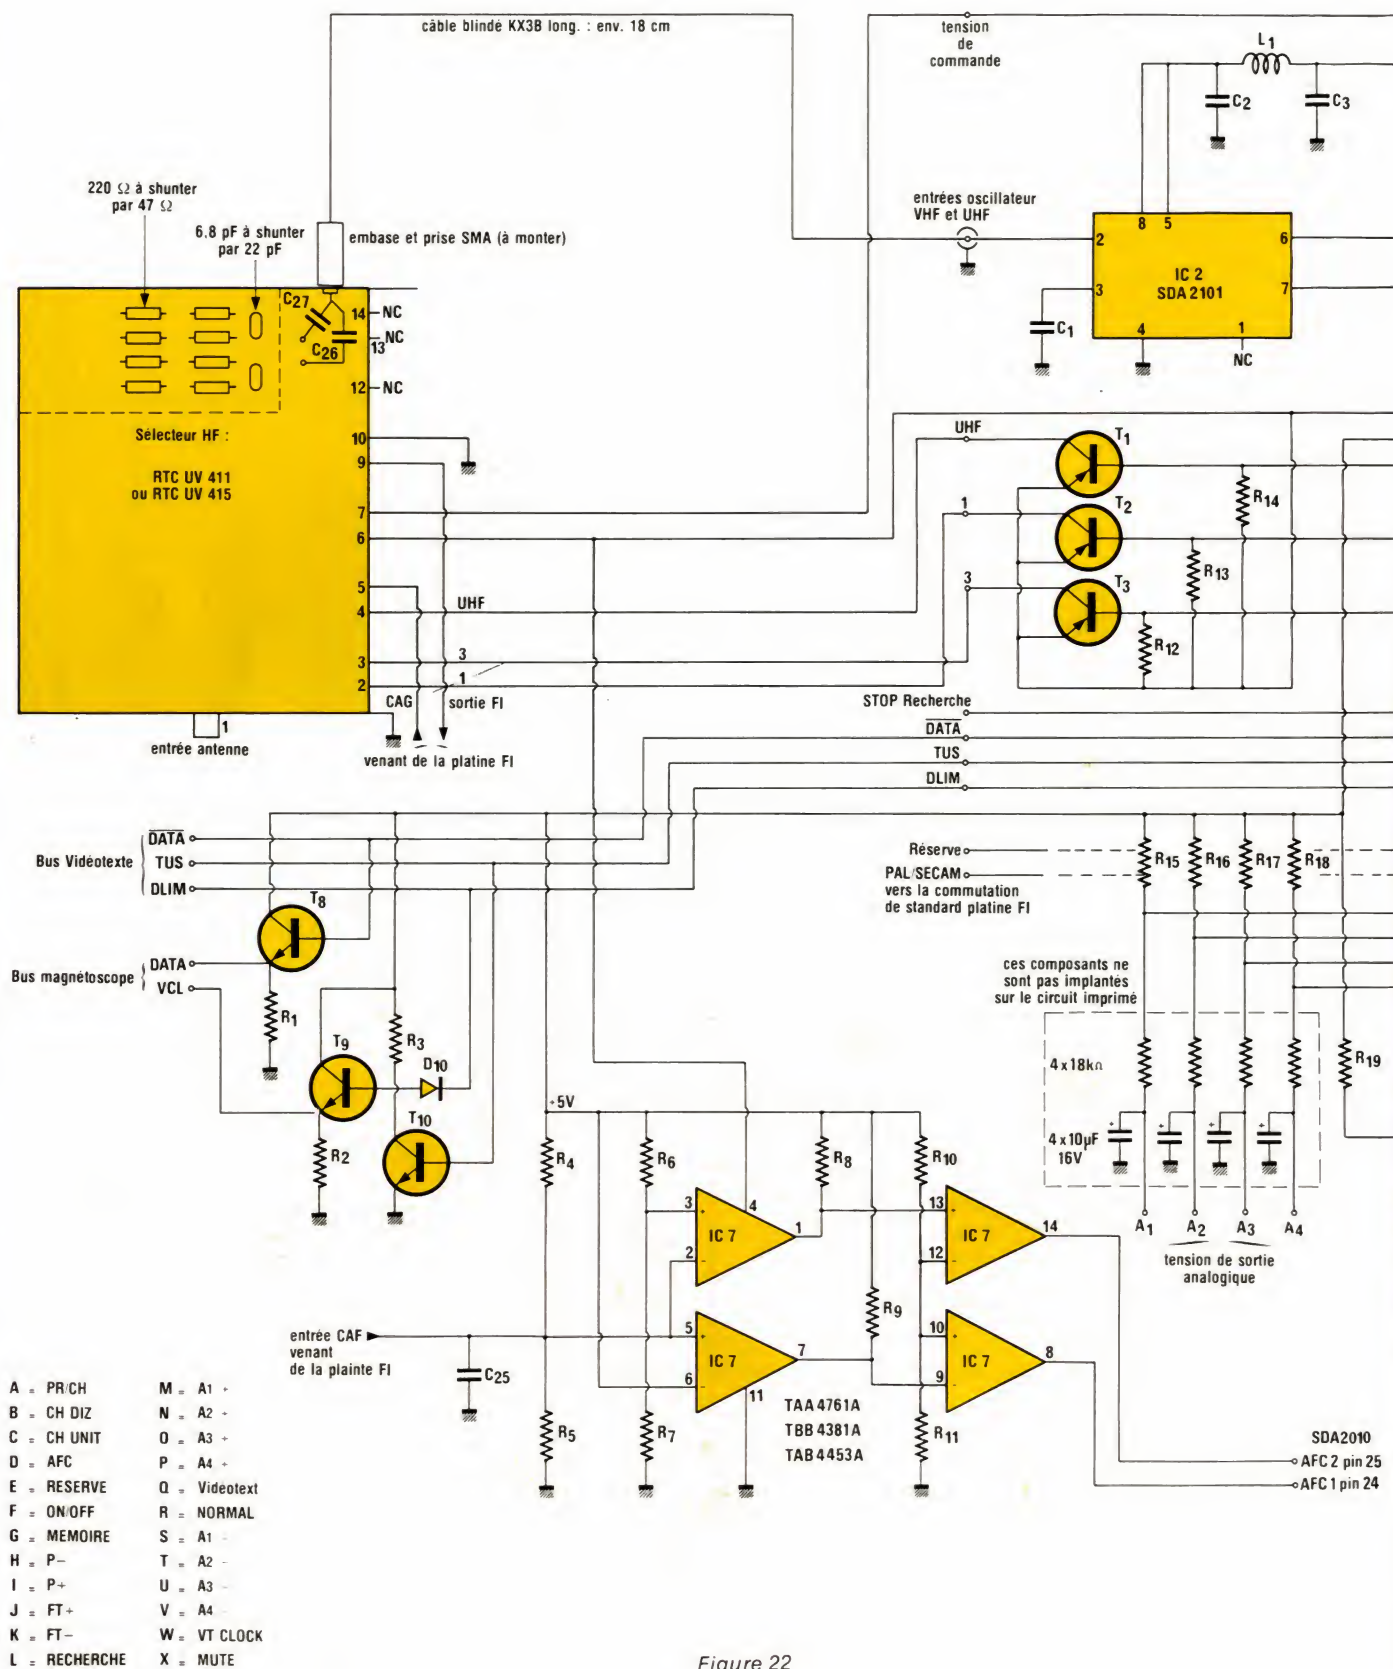 câble blindé KX3B long. : env. 18 cm
tension
de
commande
L1
C2
C3
220 Ω à shunter
par 47 Ω
6.8 pF à shunter
par 22 pF
embase et prise SMA (à monter)
entrées oscillateur
VHF et UHF
8
5
2
6
IC 2
SDA 2101
3
7
C1
4
1
NC
C27
C26
14
NC
13
NC
12
NC
Sélecteur HF :
RTC UV 411
ou RTC UV 415
10
9
7
6
5
4
3
2
UHF
3
1
CAG
sortie FI
1
entrée antenne
venant de la platine FI
UHF
T1
R14
1
T2
R13
3
T3
R12
STOP Recherche
DATA
TUS
DLIM
Bus Vidéotexte
DATA
TUS
DLIM
T8
Bus magnétoscope
DATA
VCL
R1
T9
R3
D10
R2
T10
Réserve
PAL/SECAM
vers la commutation
de standard platine FI
R15
R16
R17
R18
ces composants ne
sont pas implantés
sur le circuit imprimé
4x18kΩ
R19
4x10µF
16V
+
+
+
+
A1
A2
A3
A4
tension de sortie
analogique
+5V
R4
R6
R8
R10
3
+
2
-
4
IC 7
1
13
+
12
-
IC 7
14
R9
entrée CAF
venant
de la plainte FI
C25
5
+
6
-
IC 7
7
11
10
+
9
-
IC 7
8
R5
R7
R11
TAA 4761A
TBB 4381A
TAB 4453A
SDA2010
AFC 2 pin 25
AFC 1 pin 24
A = PR/CH
B = CH DIZ
C = CH UNIT
D = AFC
E = RESERVE
F = ON/OFF
G = MEMOIRE
H = P-
I = P+
J = FT+
K = FT-
L = RECHERCHE
M = A1 +
N = A2 +
O = A3 +
P = A4 +
Q = Vidéotext
R = NORMAL
S = A1 -
T = A2 -
U = A3 -
V = A4 -
W = VT CLOCK
X = MUTE
Figure 22